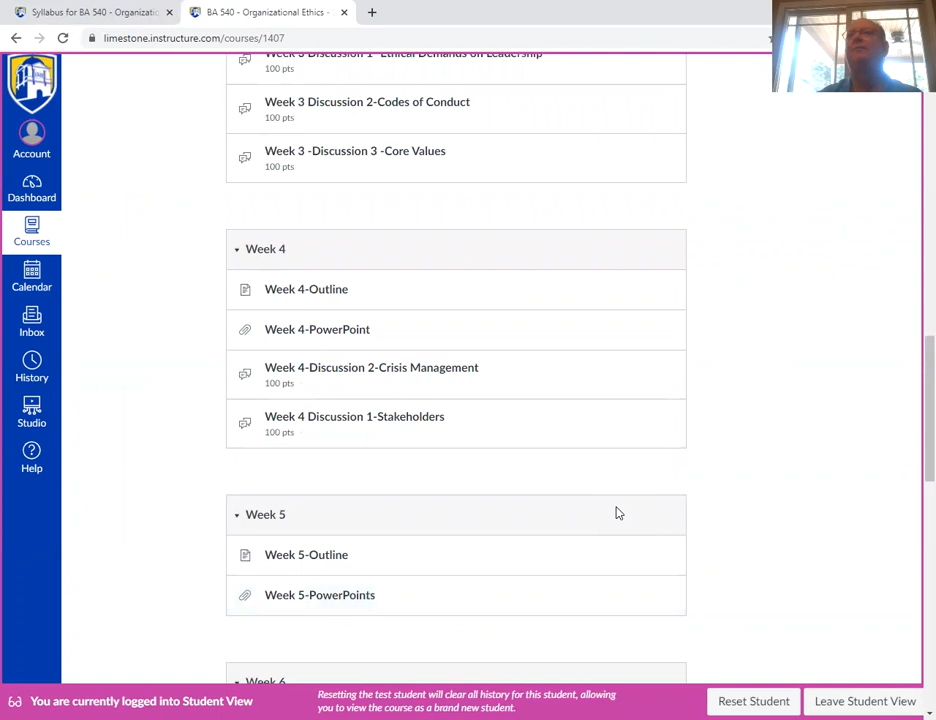 Syllabus for BA 540 - Organizatio
BA 540 - Organizational Ethics -
limestone.instructure.com/courses/1407
Week 3 Discussion 1- Ethical Demands on Leadership
100 pts
Week 3 Discussion 2-Codes of Conduct
100 pts
Week 3 -Discussion 3 -Core Values
100 pts
Account
Dashboard
Courses
Calendar
Inbox
History
Studio
Help
Week 4
Week 4-Outline
Week 4-PowerPoint
Week 4-Discussion 2-Crisis Management
100 pts
Week 4 Discussion 1-Stakeholders
100 pts
Week 5
Week 5-Outline
Week 5-PowerPoints
Week 6
You are currently logged into Student View
Resetting the test student will clear all history for this student, allowing
you to view the course as a brand new student.
Reset Student
Leave Student View